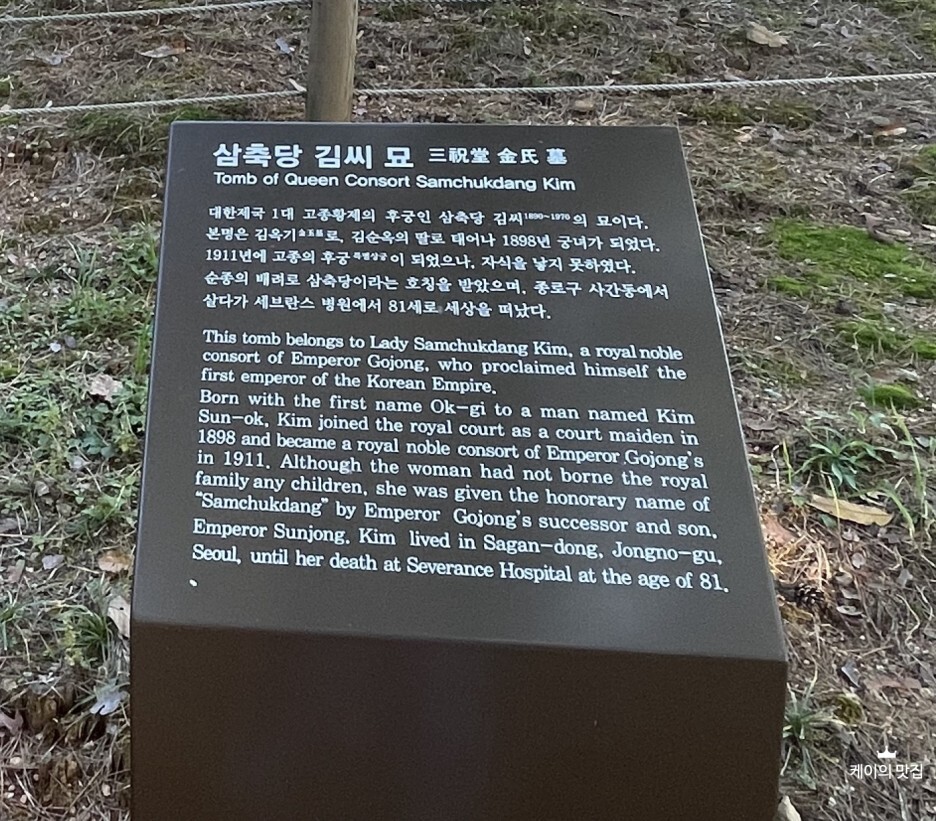 삼축당 김씨 묘 三祝堂 金氏 墓
Tomb of Queen Consort Samchukdang Kim
대한제국 1대 고종황제의 후궁인 삼축당 김씨1890~1970의 묘이다.
본명은 김옥기金玉基로, 김순옥의 딸로 태어나 1898년 궁녀가 되었다.
1911년에 고종의 후궁특별상궁이 되었으나, 자식을 낳지 못하였다.
순종의 배려로 삼축당이라는 호칭을 받았으며, 종로구 사간동에서
살다가 세브란스 병원에서 81세로 세상을 떠났다.
This tomb belongs to Lady Samchukdang Kim, a royal noble
consort of Emperor Gojong, who proclaimed himself the
first emperor of the Korean Empire.
Born with the first name Ok-gi to a man named Kim
Sun-ok, Kim joined the royal court as a court maiden in
1898 and became a royal noble consort of Emperor Gojong's
in 1911. Although the woman had not borne the royal
family any children, she was given the honorary name of
“Samchukdang” by Emperor Gojong's successor and son,
Emperor Sunjong. Kim lived in Sagan-dong, Jongno-gu,
Seoul, until her death at Severance Hospital at the age of 81.
케이의 맛집